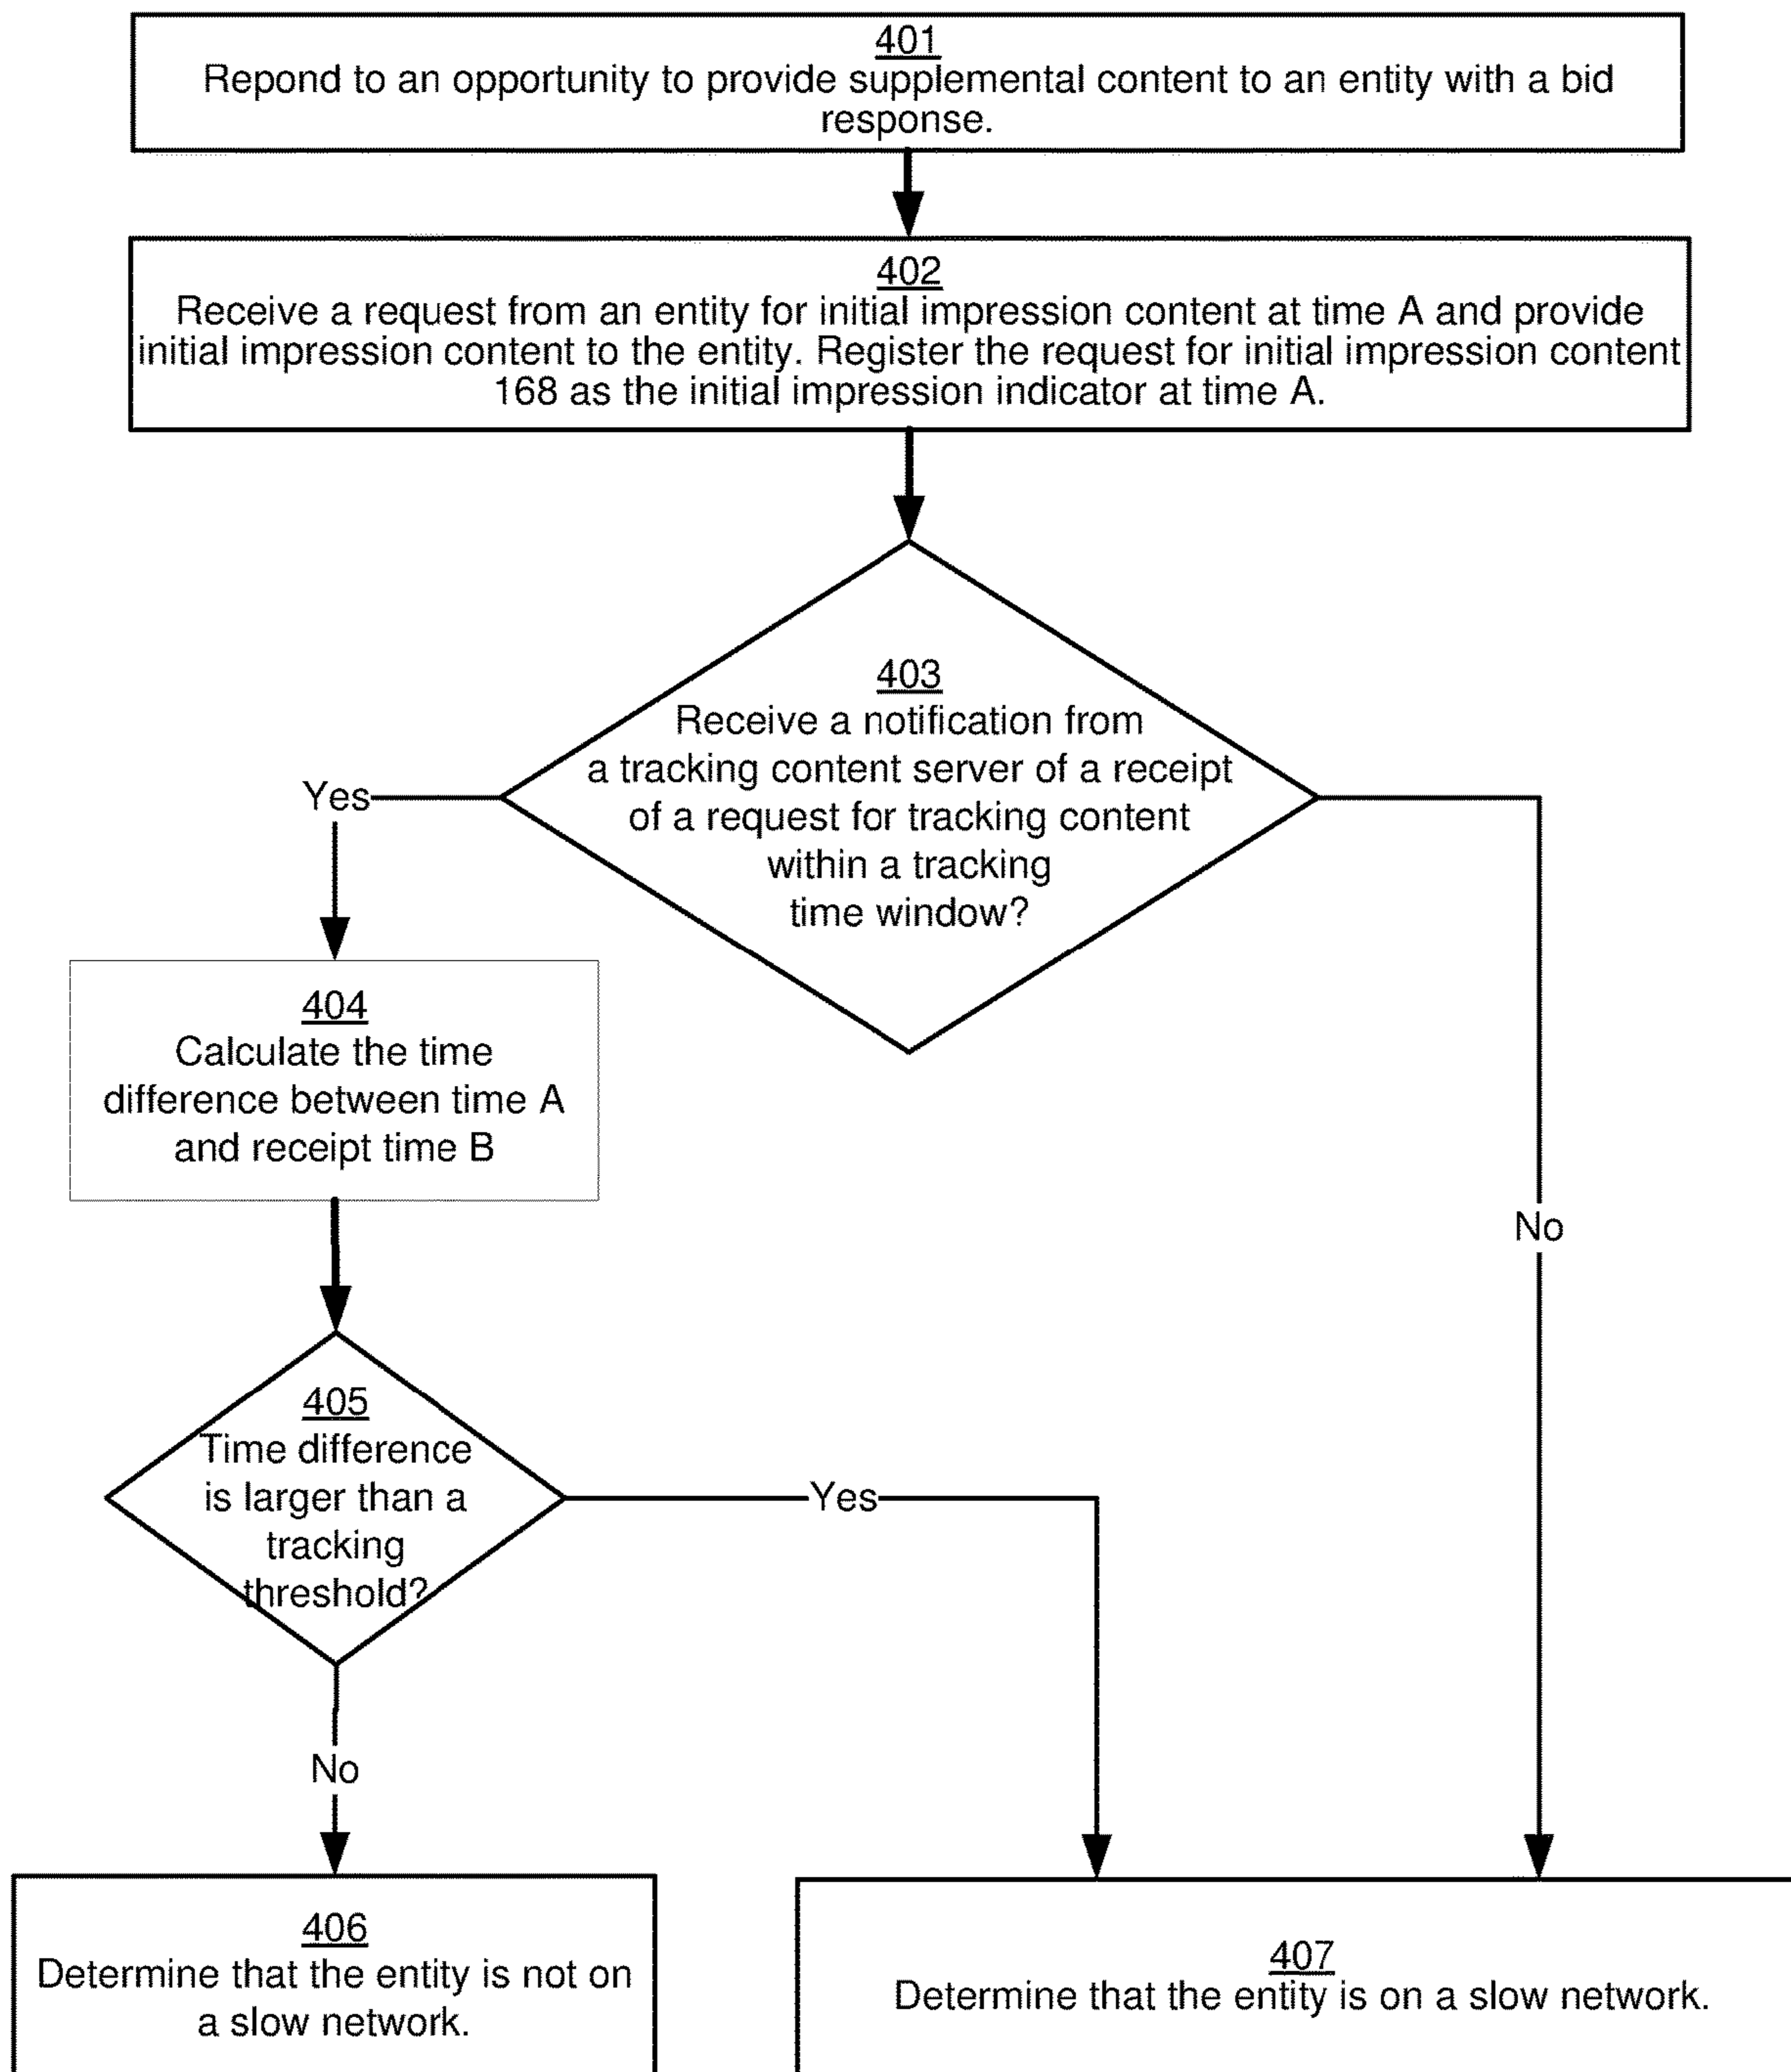 401
Repond to an opportunity to provide supplemental content to an entity with a bid
response.
402
Receive a request from an entity for initial impression content at time A and provide
initial impression content to the entity. Register the request for initial impression content
168 as the initial impression indicator at time A.
403
Receive a notification from
a tracking content server of a receipt
of a request for tracking content
within a tracking
time window?
Yes
404
Calculate the time
difference between time A
and receipt time B
No
405
Time difference
is larger than a
tracking
threshold?
Yes
No
406
Determine that the entity is not on
a slow network.
407
Determine that the entity is on a slow network.